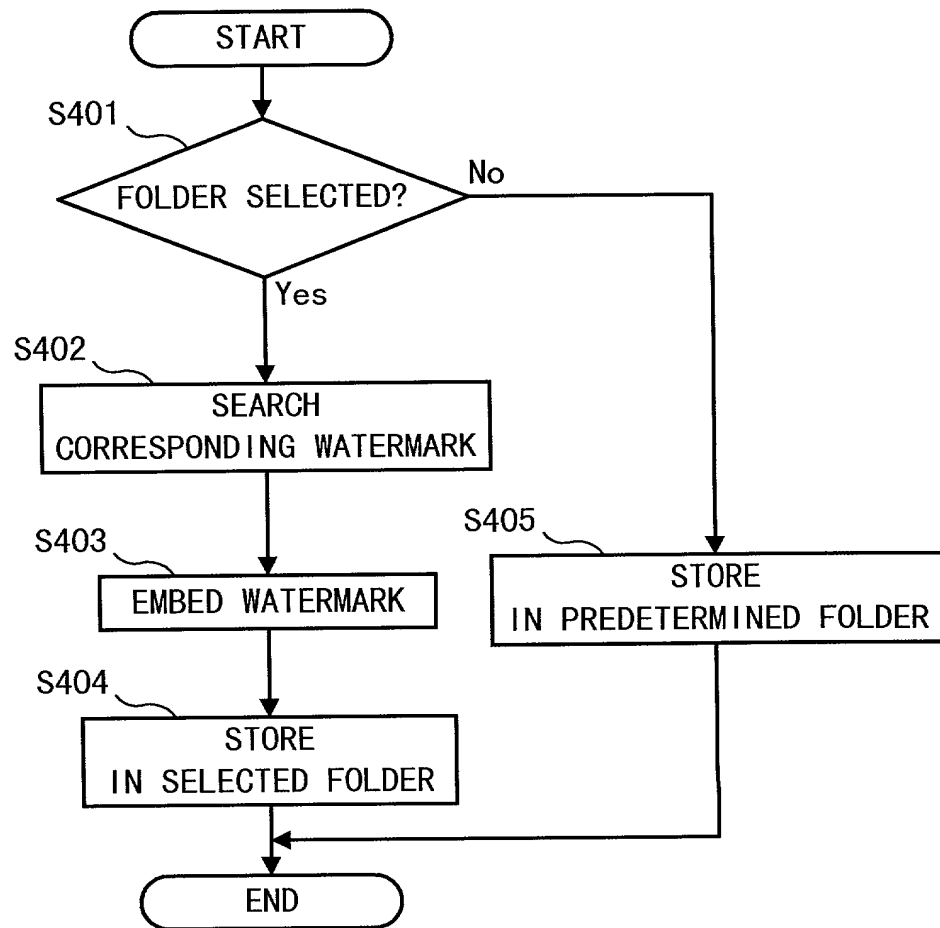 START
S401
FOLDER SELECTED?
No
Yes
S402
SEARCH
CORRESPONDING WATERMARK
S403
EMBED WATERMARK
S404
STORE
IN SELECTED FOLDER
S405
STORE
IN PREDETERMINED FOLDER
END